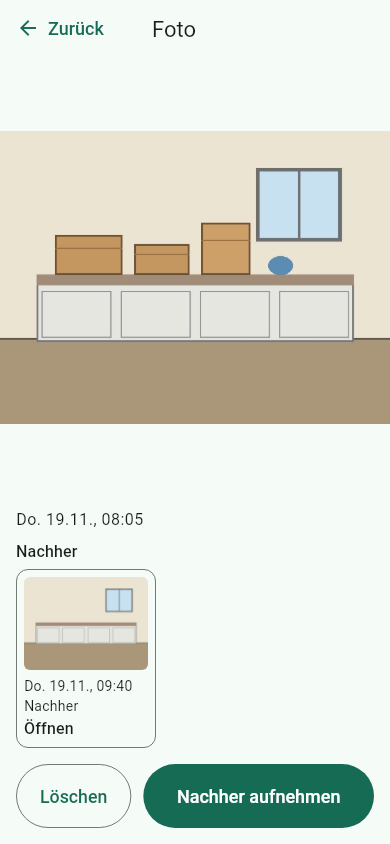 Zurück
Foto
Do. 19.11., 08:05
Nachher
Do. 19.11., 09:40
Nachher
Öffnen
Löschen
Nachher aufnehmen